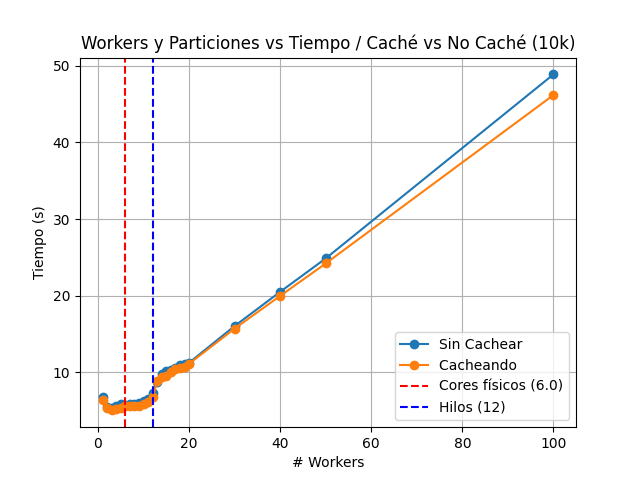 Workers y Particiones vs Tiempo / Caché vs No Caché (10k)
50
40
30
20
10
Tiempo (s)
Sin Cachear
Cacheando
Cores físicos (6.0)
Hilos (12)
0
20
40
60
80
100
# Workers